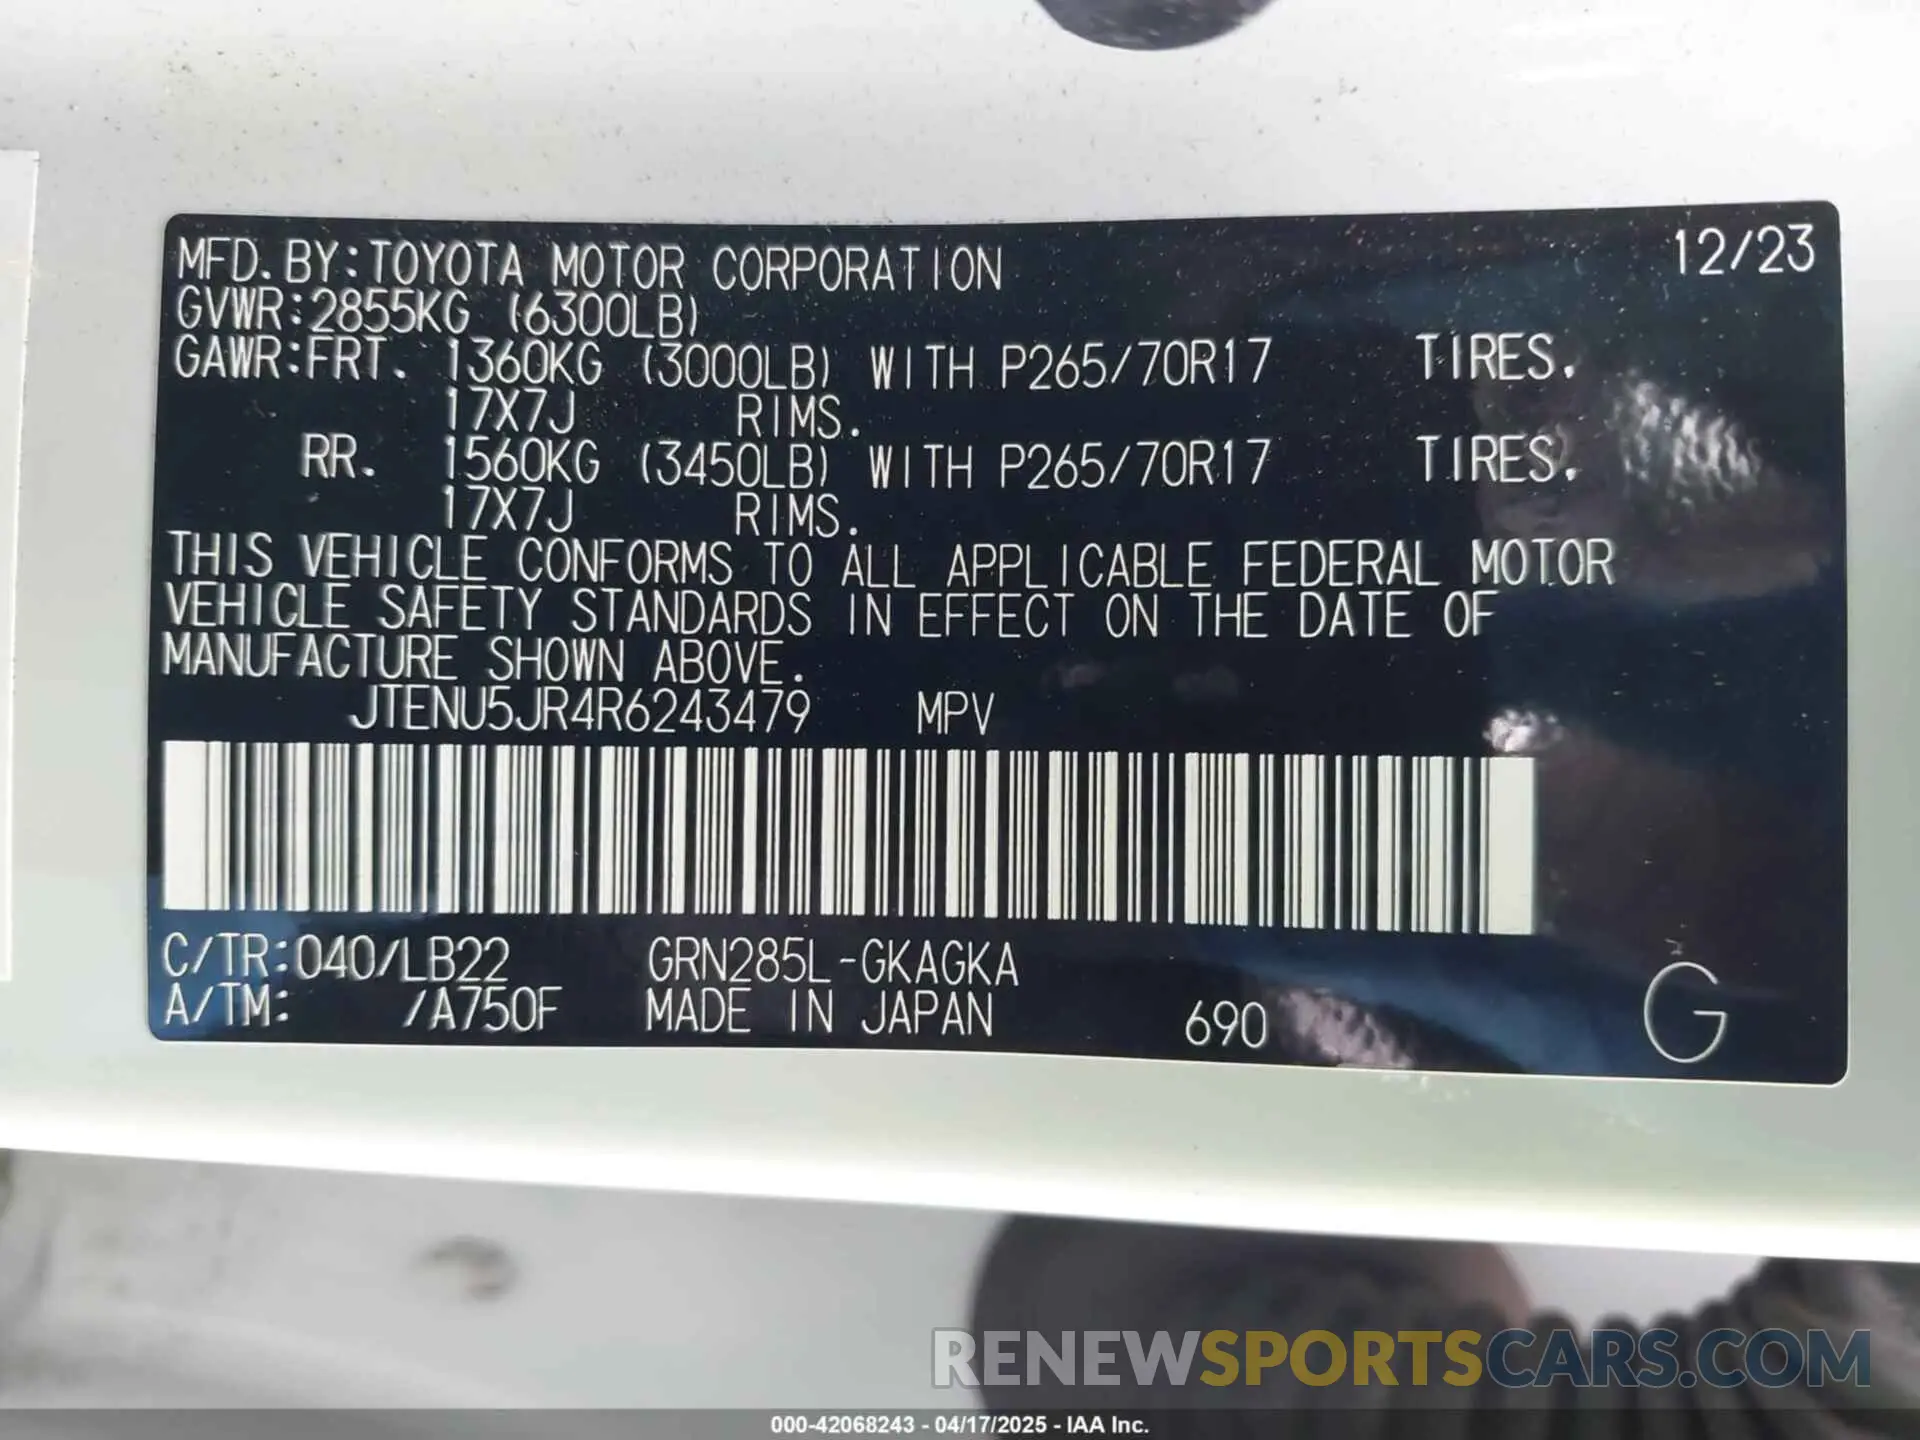 MFD. BY: TOYOTA MOTOR CORPORATION 12/23
GVWR: 2855KG (6300LB)
GAWR: FRT. 1360KG (3000LB) WITH P265/70R17 TIRES.
17X7J RIMS.
RR. 1560KG (3450LB) WITH P265/70R17 TIRES.
17X7J RIMS.
THIS VEHICLE CONFORMS TO ALL APPLICABLE FEDERAL MOTOR
VEHICLE SAFETY STANDARDS IN EFFECT ON THE DATE OF
MANUFACTURE SHOWN ABOVE.
JTENU5JR4R6243479 MPV
C/TR: 040/LB22 GRN285L-GKAGKA
A/TM: /A750F MADE IN JAPAN 690 G
RENEWSPORTSCARS.COM
000-42068243 - 04/17/2025 - IAA Inc.